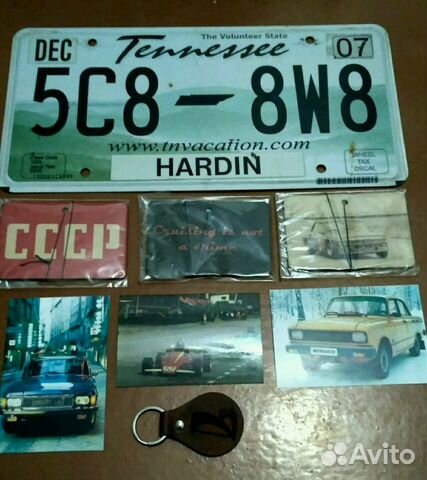 The Volunteer State
DEC Tennessee 07
5C8 8W8
www.tnvacation.com
HARDIN
WHEEL
TAX
DECAL
СССР
Cruising is not
a crime
Avito